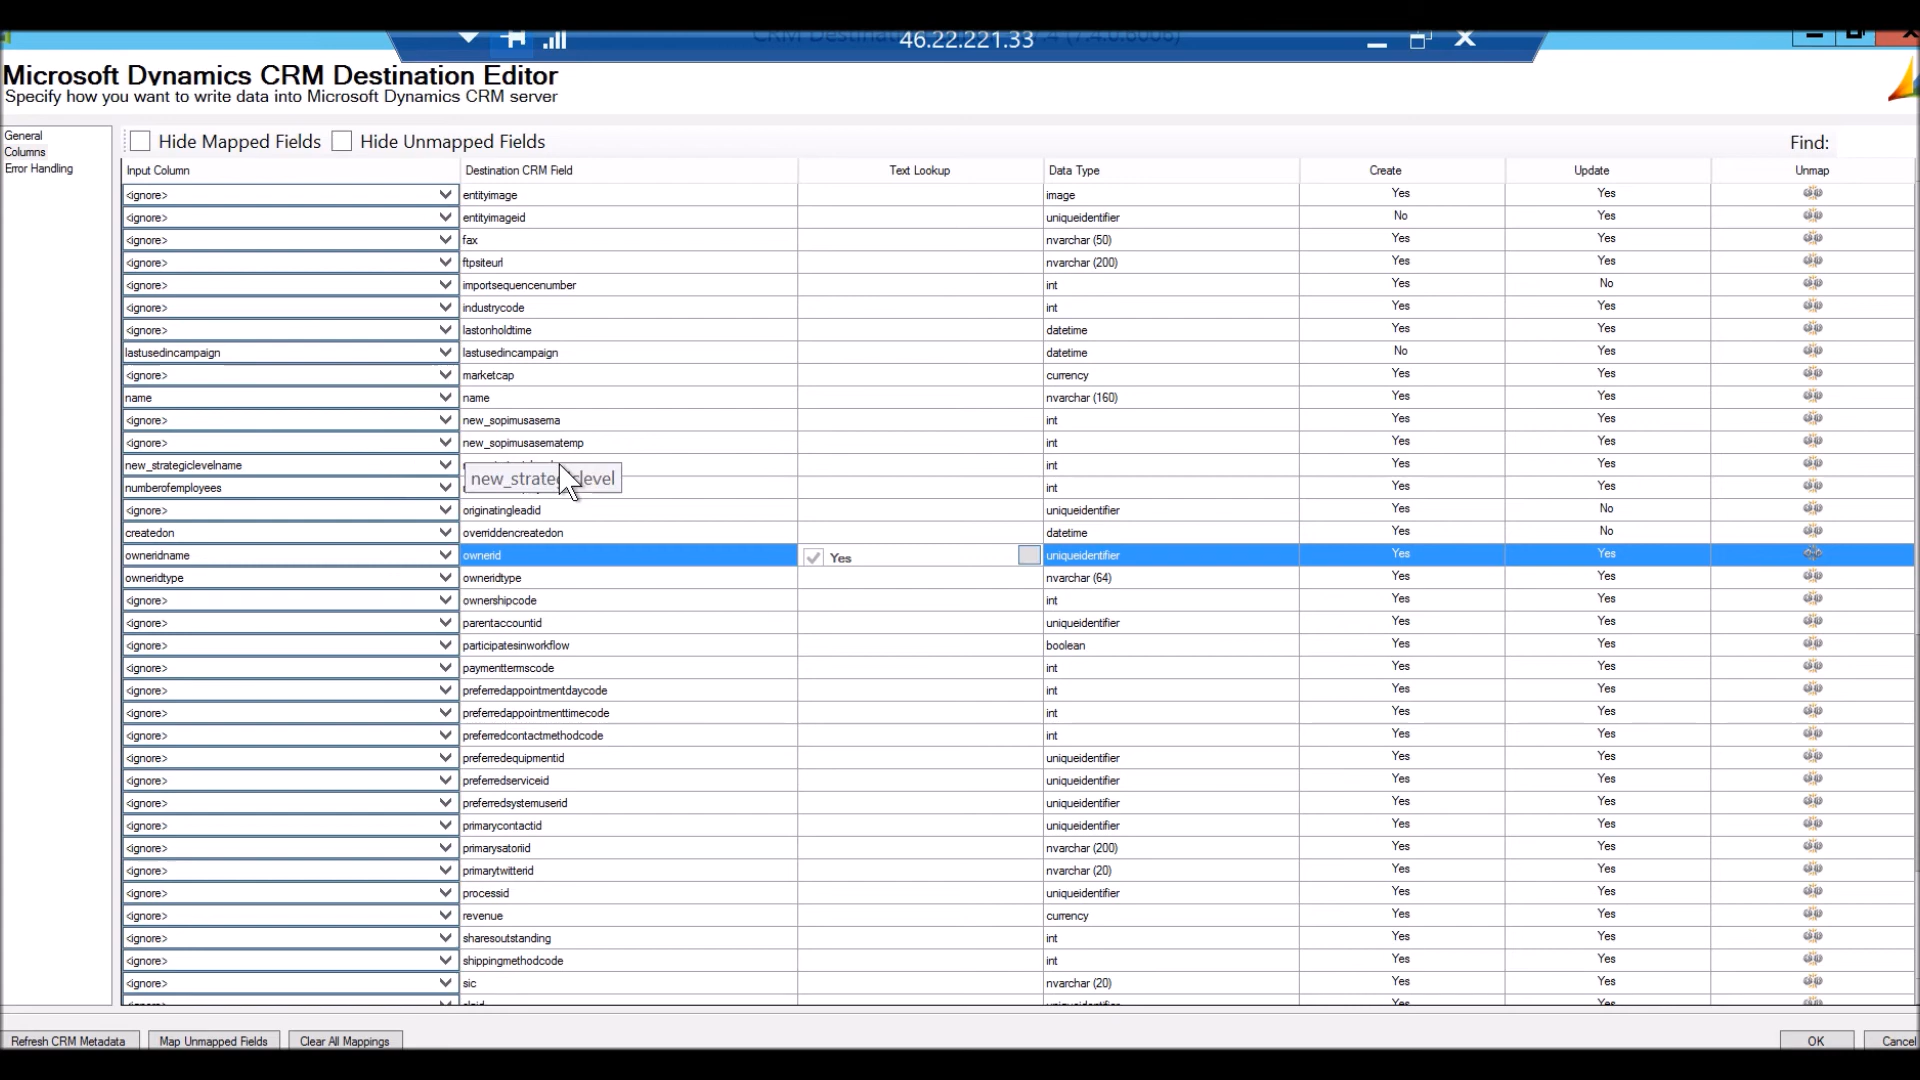 46.22.221.33
Microsoft Dynamics CRM Destination Editor
Specify how you want to write data into Microsoft Dynamics CRM server
General
Columns
Error Handling
Hide Mapped Fields Hide Unmapped Fields Find:
Input Column Destination CRM Field Text Lookup Data Type Create Update Unmap
<ignore> entityimage image Yes Yes
<ignore> entityimageid uniqueidentifier No Yes
<ignore> fax nvarchar (50) Yes Yes
<ignore> ftpsiteurl nvarchar (200) Yes Yes
<ignore> importsequencenumber int Yes No
<ignore> industrycode int Yes Yes
<ignore> lastonholdtime datetime Yes Yes
lastusedincampaign lastusedincampaign datetime No Yes
<ignore> marketcap currency Yes Yes
name name nvarchar (160) Yes Yes
<ignore> new_sopimusasema int Yes Yes
<ignore> new_sopimusasematemp int Yes Yes
new_strategiclevelname int Yes Yes
new_strategiclevel
numberofemployees int Yes Yes
<ignore> originatingleadid uniqueidentifier Yes No
createdon overriddencreatedon datetime Yes No
owneridname ownerid Yes uniqueidentifier Yes Yes
owneridtype owneridtype nvarchar (64) Yes Yes
<ignore> ownershipcode int Yes Yes
<ignore> parentaccountid uniqueidentifier Yes Yes
<ignore> participatesinworkflow boolean Yes Yes
<ignore> paymenttermscode int Yes Yes
<ignore> preferredappointmentdaycode int Yes Yes
<ignore> preferredappointmenttimecode int Yes Yes
<ignore> preferredcontactmethodcode int Yes Yes
<ignore> preferredequipmentid uniqueidentifier Yes Yes
<ignore> preferredserviceid uniqueidentifier Yes Yes
<ignore> preferredsystemuserid uniqueidentifier Yes Yes
<ignore> primarycontactid uniqueidentifier Yes Yes
<ignore> primarysatoriid nvarchar (200) Yes Yes
<ignore> primarytwitterid nvarchar (20) Yes Yes
<ignore> processid uniqueidentifier Yes Yes
<ignore> revenue currency Yes Yes
<ignore> sharesoutstanding int Yes Yes
<ignore> shippingmethodcode int Yes Yes
<ignore> sic nvarchar (20) Yes Yes
Refresh CRM Metadata Map Unmapped Fields Clear All Mappings OK Cancel